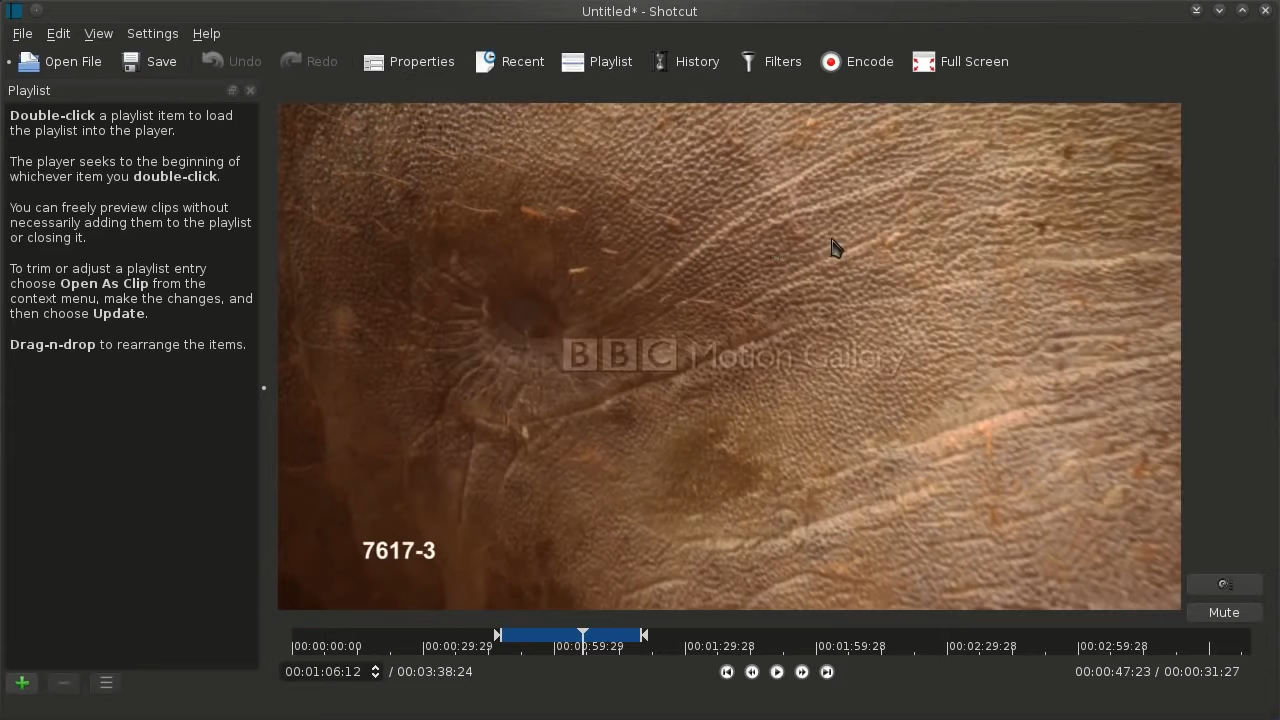 Untitled* - Shotcut
File Edit View Settings Help
Open File Save Undo Redo Properties Recent Playlist History Filters Encode Full Screen
Playlist
Double-click a playlist item to load
the playlist into the player.
The player seeks to the beginning of
whichever item you double-click.
You can freely preview clips without
necessarily adding them to the playlist
or closing it.
To trim or adjust a playlist entry
choose Open As Clip from the
context menu, make the changes, and
then choose Update.
Drag-n-drop to rearrange the items.
BBC Motion Gallery
7617-3
Mute
00:00:00:00 00:00:29:29 00:00:59:29 00:01:29:28 00:01:59:28 00:02:29:28 00:02:59:28
00:01:06:12 / 00:03:38:24 00:00:47:23 / 00:00:31:27